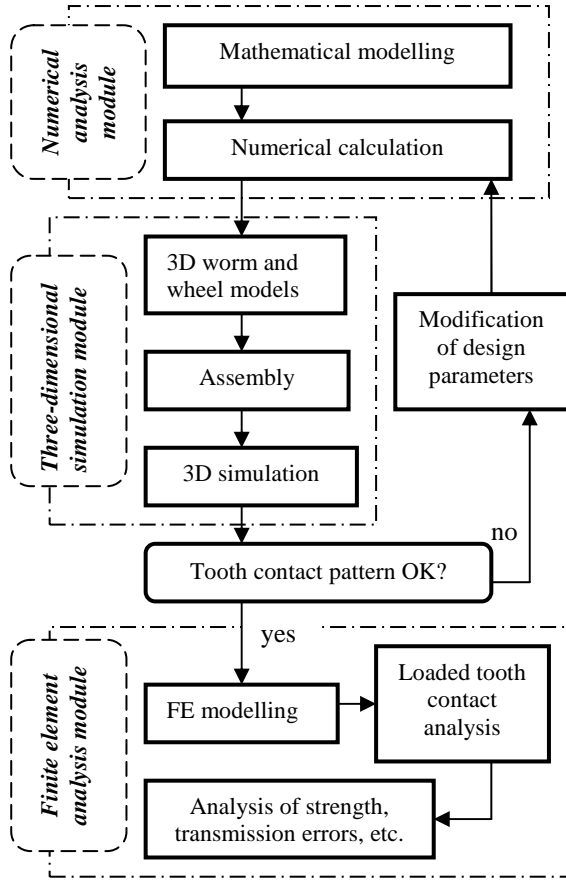 Numerical
analysis
module
Mathematical modelling
Numerical calculation
Three-dimensional
simulation module
3D worm and
wheel models
Assembly
3D simulation
Modification
of design
parameters
no
Tooth contact pattern OK?
yes
Finite element
analysis module
FE modelling
Loaded tooth
contact
analysis
Analysis of strength,
transmission errors, etc.